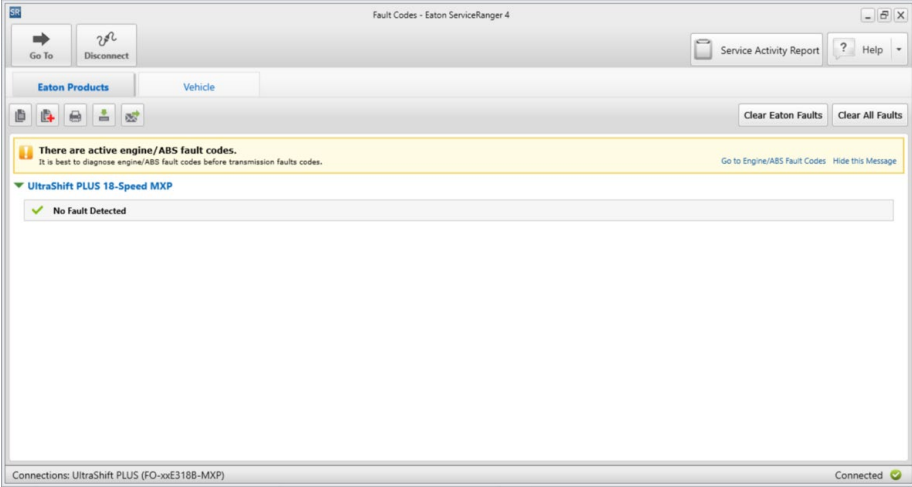 SR
Fault Codes - Eaton ServiceRanger 4
Go To
Disconnect
Service Activity Report
? Help
Eaton Products
Vehicle
Clear Eaton Faults
Clear All Faults
There are active engine/ABS fault codes.
It is best to diagnose engine/ABS fault codes before transmission faults codes.
Go to Engine/ABS Fault Codes Hide this Message
UltraShift PLUS 18-Speed MXP
No Fault Detected
Connections: UltraShift PLUS (FO-xxE318B-MXP)
Connected